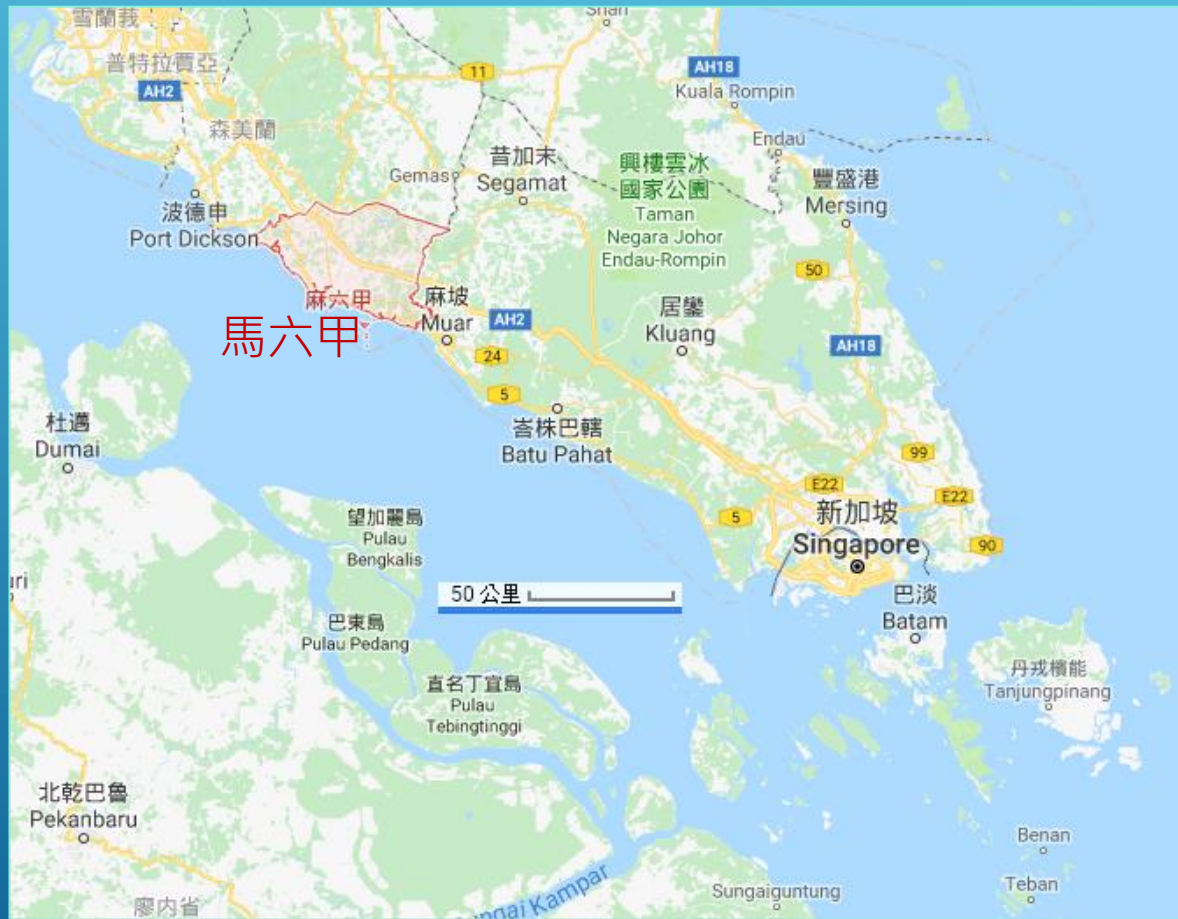 雪蘭莪
Shah
普特拉賈亞
11
AH18
AH2
Kuala Rompin
森美蘭
Endau
昔加末
Segamat
Gemas
興樓雲冰
國家公園
Taman
Negara Johor
Endau-Rompin
豐盛港
Mersing
波德申
Port Dickson
50
麻六甲
馬六甲
麻坡
Muar
AH2
居鑾
Kluang
24
AH18
5
杜邁
Dumai
峇株巴轄
Batu Pahat
99
E22
E22
望加麗島
Pulau
Bengkalis
5
新加坡
Singapore
90
50 公里
巴淡
Batam
巴東島
Pulau Pedang
丹戎檳能
Tanjungpinang
直名丁宜島
Pulau
Tebingtinggi
北乾巴魯
Pekanbaru
Benan
Teban
Sungaiguntung
ngai Kampar
廖內省